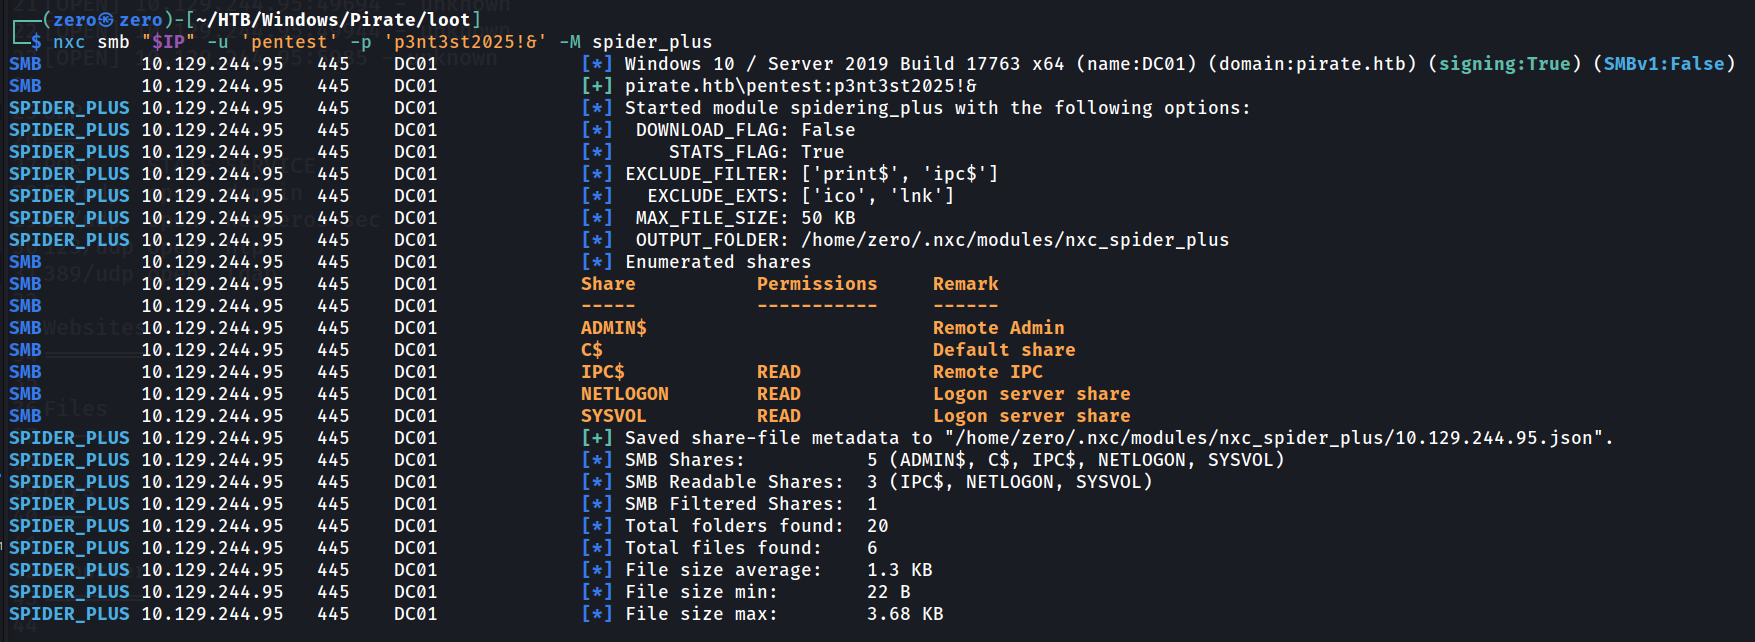 ┌──(zero㉿zero)-[~/HTB/Windows/Pirate/loot]
└─$ nxc smb "$IP" -u 'pentest' -p 'p3nt3st2025!&' -M spider_plus
SMB 10.129.244.95 445 DC01 [*] Windows 10 / Server 2019 Build 17763 x64 (name:DC01) (domain:pirate.htb) (signing:True) (SMBv1:False)
SMB 10.129.244.95 445 DC01 [+] pirate.htb\pentest:p3nt3st2025!&
SPIDER_PLUS 10.129.244.95 445 DC01 [*] Started module spidering_plus with the following options:
SPIDER_PLUS 10.129.244.95 445 DC01 [*] DOWNLOAD_FLAG: False
SPIDER_PLUS 10.129.244.95 445 DC01 [*] STATS_FLAG: True
SPIDER_PLUS 10.129.244.95 445 DC01 [*] EXCLUDE_FILTER: ['print$', 'ipc$']
SPIDER_PLUS 10.129.244.95 445 DC01 [*] EXCLUDE_EXTS: ['ico', 'lnk']
SPIDER_PLUS 10.129.244.95 445 DC01 [*] MAX_FILE_SIZE: 50 KB
SPIDER_PLUS 10.129.244.95 445 DC01 [*] OUTPUT_FOLDER: /home/zero/.nxc/modules/nxc_spider_plus
SMB 10.129.244.95 445 DC01 [*] Enumerated shares
SMB 10.129.244.95 445 DC01 Share Permissions Remark
SMB 10.129.244.95 445 DC01 ----- ----------- ------
SMB 10.129.244.95 445 DC01 ADMIN$ Remote Admin
SMB 10.129.244.95 445 DC01 C$ Default share
SMB 10.129.244.95 445 DC01 IPC$ READ Remote IPC
SMB 10.129.244.95 445 DC01 NETLOGON READ Logon server share
SMB 10.129.244.95 445 DC01 SYSVOL READ Logon server share
SPIDER_PLUS 10.129.244.95 445 DC01 [+] Saved share-file metadata to "/home/zero/.nxc/modules/nxc_spider_plus/10.129.244.95.json".
SPIDER_PLUS 10.129.244.95 445 DC01 [*] SMB Shares: 5 (ADMIN$, C$, IPC$, NETLOGON, SYSVOL)
SPIDER_PLUS 10.129.244.95 445 DC01 [*] SMB Readable Shares: 3 (IPC$, NETLOGON, SYSVOL)
SPIDER_PLUS 10.129.244.95 445 DC01 [*] SMB Filtered Shares: 1
SPIDER_PLUS 10.129.244.95 445 DC01 [*] Total folders found: 20
SPIDER_PLUS 10.129.244.95 445 DC01 [*] Total files found: 6
SPIDER_PLUS 10.129.244.95 445 DC01 [*] File size average: 1.3 KB
SPIDER_PLUS 10.129.244.95 445 DC01 [*] File size min: 22 B
SPIDER_PLUS 10.129.244.95 445 DC01 [*] File size max: 3.68 KB